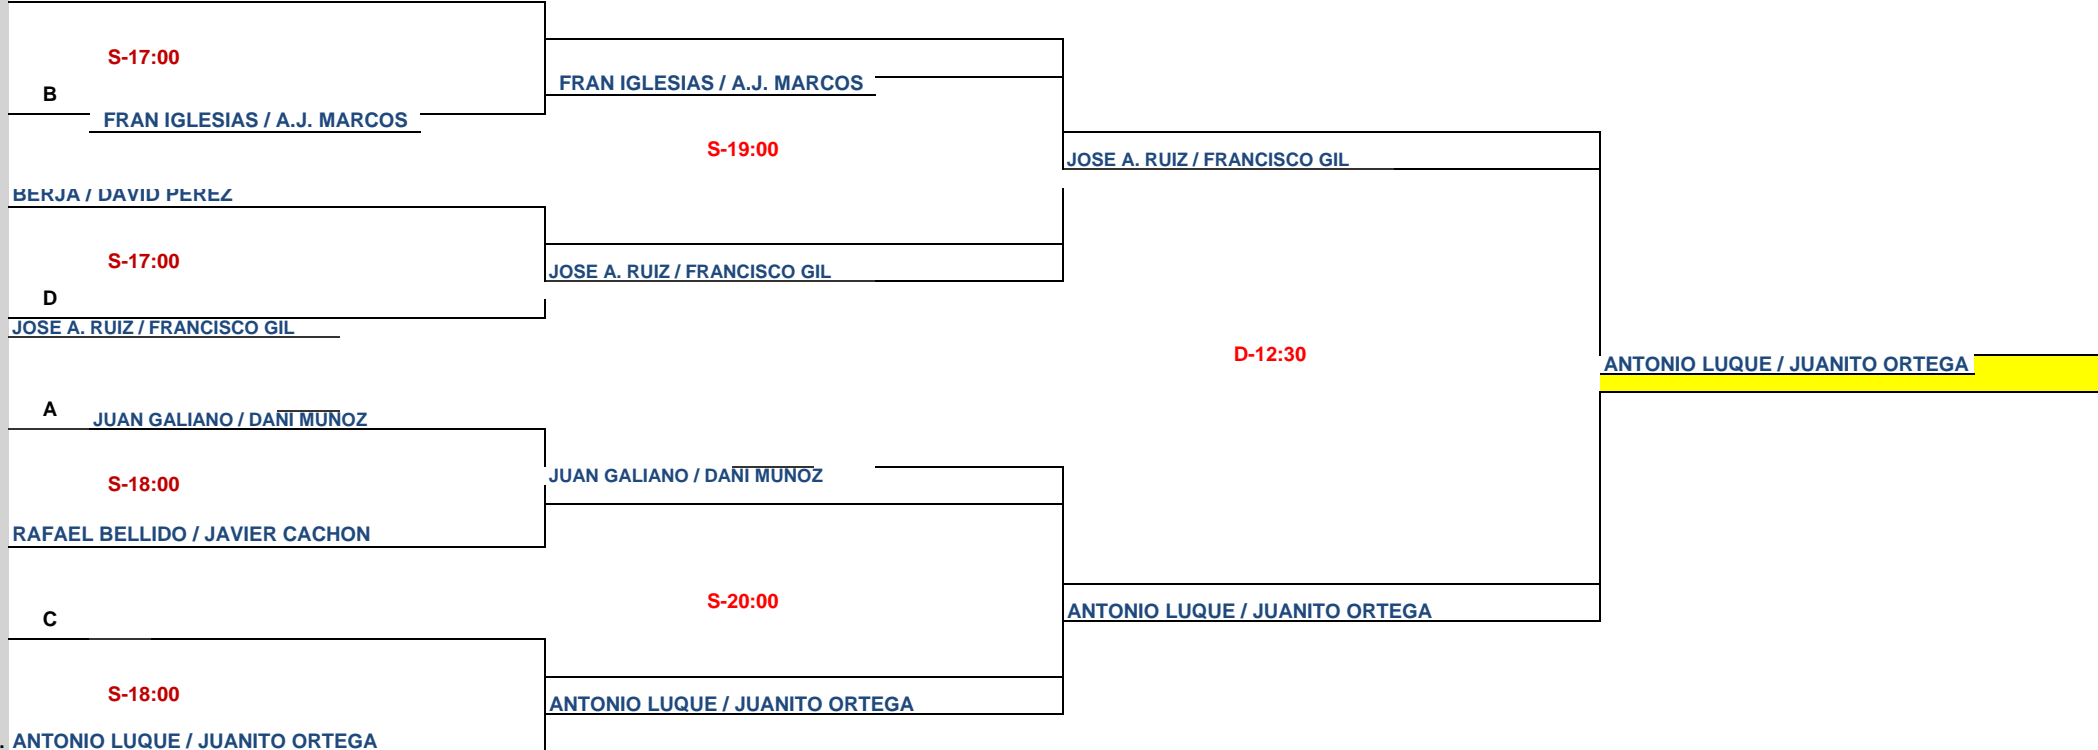 S-17:00
B
FRAN IGLESIAS / A.J. MARCOS
FRAN IGLESIAS / A.J. MARCOS
S-19:00
JOSE A. RUIZ / FRANCISCO GIL
BERJA / DAVID PEREZ
S-17:00
JOSE A. RUIZ / FRANCISCO GIL
D
JOSE A. RUIZ / FRANCISCO GIL
D-12:30
ANTONIO LUQUE / JUANITO ORTEGA
A
JUAN GALIANO / DANI MUÑOZ
JUAN GALIANO / DANI MUÑOZ
S-18:00
RAFAEL BELLIDO / JAVIER CACHON
S-20:00
ANTONIO LUQUE / JUANITO ORTEGA
C
S-18:00
ANTONIO LUQUE / JUANITO ORTEGA
. ANTONIO LUQUE / JUANITO ORTEGA